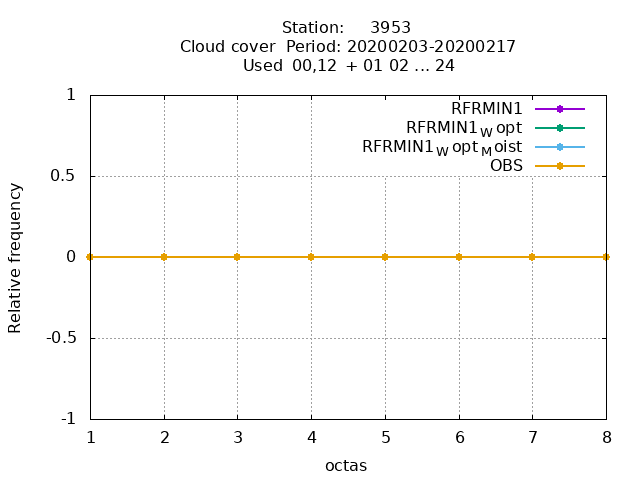 Station: 3953
Cloud cover Period: 20200203-20200217
Used 00,12 + 01 02 ... 24
RFRMIN1
RFRMIN1Wopt
RFRMIN1WoptMoist
OBS
1
0.5
0
-0.5
-1
Relative frequency
1 2 3 4 5 6 7 8
octas